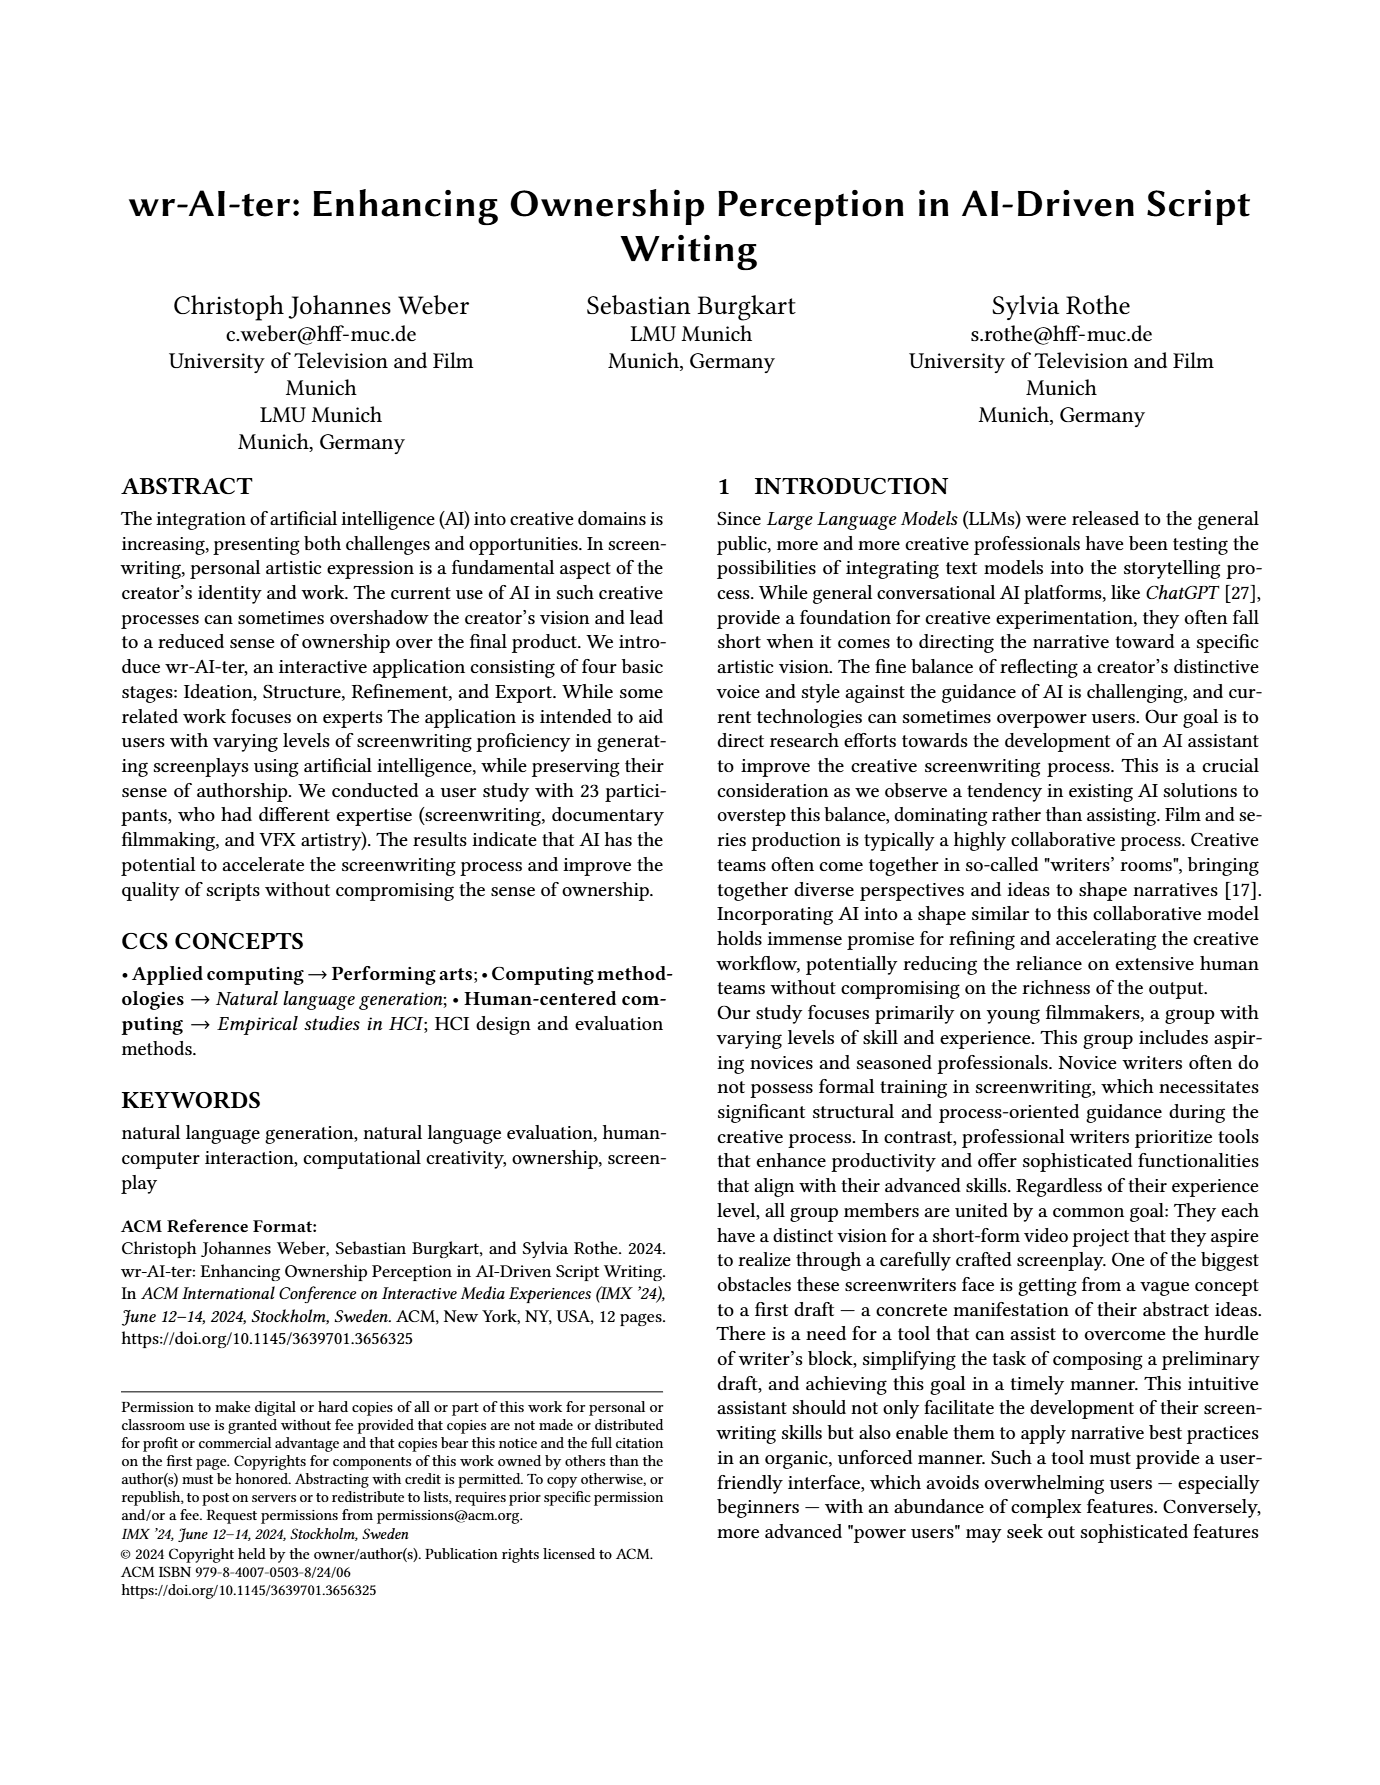 wr-AI-ter: Enhancing Ownership Perception in AI-Driven Script
Writing
Christoph Johannes Weber
c.weber@hff-muc.de
University of Television and Film
Munich
LMU Munich
Munich, Germany
Sebastian Burgkart
LMU Munich
Munich, Germany
Sylvia Rothe
s.rothe@hff-muc.de
University of Television and Film
Munich
Munich, Germany
ABSTRACT
The integration of artificial intelligence (AI) into creative domains is
increasing, presenting both challenges and opportunities. In screen-
writing, personal artistic expression is a fundamental aspect of the
creator's identity and work. The current use of AI in such creative
processes can sometimes overshadow the creator's vision and lead
to a reduced sense of ownership over the final product. We intro-
duce wr-AI-ter, an interactive application consisting of four basic
stages: Ideation, Structure, Refinement, and Export. While some
related work focuses on experts The application is intended to aid
users with varying levels of screenwriting proficiency in generat-
ing screenplays using artificial intelligence, while preserving their
sense of authorship. We conducted a user study with 23 partici-
pants, who had different expertise (screenwriting, documentary
filmmaking, and VFX artistry). The results indicate that AI has the
potential to accelerate the screenwriting process and improve the
quality of scripts without compromising the sense of ownership.
CCS CONCEPTS
• Applied computing → Performing arts; • Computing method-
ologies → Natural language generation; • Human-centered com-
puting → Empirical studies in HCI; HCI design and evaluation
methods.
KEYWORDS
natural language generation, natural language evaluation, human-
computer interaction, computational creativity, ownership, screen-
play
ACM Reference Format:
Christoph Johannes Weber, Sebastian Burgkart, and Sylvia Rothe. 2024.
wr-AI-ter: Enhancing Ownership Perception in AI-Driven Script Writing.
In ACM International Conference on Interactive Media Experiences (IMX '24),
June 12–14, 2024, Stockholm, Sweden. ACM, New York, NY, USA, 12 pages.
https://doi.org/10.1145/3639701.3656325
Permission to make digital or hard copies of all or part of this work for personal or
classroom use is granted without fee provided that copies are not made or distributed
for profit or commercial advantage and that copies bear this notice and the full citation
on the first page. Copyrights for components of this work owned by others than the
author(s) must be honored. Abstracting with credit is permitted. To copy otherwise, or
republish, to post on servers or to redistribute to lists, requires prior specific permission
and/or a fee. Request permissions from permissions@acm.org.
IMX '24, June 12–14, 2024, Stockholm, Sweden
© 2024 Copyright held by the owner/author(s). Publication rights licensed to ACM.
ACM ISBN 979-8-4007-0503-8/24/06
https://doi.org/10.1145/3639701.3656325
1 INTRODUCTION
Since Large Language Models (LLMs) were released to the general
public, more and more creative professionals have been testing the
possibilities of integrating text models into the storytelling pro-
cess. While general conversational AI platforms, like ChatGPT [27],
provide a foundation for creative experimentation, they often fall
short when it comes to directing the narrative toward a specific
artistic vision. The fine balance of reflecting a creator's distinctive
voice and style against the guidance of AI is challenging, and cur-
rent technologies can sometimes overpower users. Our goal is to
direct research efforts towards the development of an AI assistant
to improve the creative screenwriting process. This is a crucial
consideration as we observe a tendency in existing AI solutions to
overstep this balance, dominating rather than assisting. Film and se-
ries production is typically a highly collaborative process. Creative
teams often come together in so-called "writers' rooms", bringing
together diverse perspectives and ideas to shape narratives [17].
Incorporating AI into a shape similar to this collaborative model
holds immense promise for refining and accelerating the creative
workflow, potentially reducing the reliance on extensive human
teams without compromising on the richness of the output.
Our study focuses primarily on young filmmakers, a group with
varying levels of skill and experience. This group includes aspir-
ing novices and seasoned professionals. Novice writers often do
not possess formal training in screenwriting, which necessitates
significant structural and process-oriented guidance during the
creative process. In contrast, professional writers prioritize tools
that enhance productivity and offer sophisticated functionalities
that align with their advanced skills. Regardless of their experience
level, all group members are united by a common goal: They each
have a distinct vision for a short-form video project that they aspire
to realize through a carefully crafted screenplay. One of the biggest
obstacles these screenwriters face is getting from a vague concept
to a first draft — a concrete manifestation of their abstract ideas.
There is a need for a tool that can assist to overcome the hurdle
of writer's block, simplifying the task of composing a preliminary
draft, and achieving this goal in a timely manner. This intuitive
assistant should not only facilitate the development of their screen-
writing skills but also enable them to apply narrative best practices
in an organic, unforced manner. Such a tool must provide a user-
friendly interface, which avoids overwhelming users — especially
beginners — with an abundance of complex features. Conversely,
more advanced "power users" may seek out sophisticated features